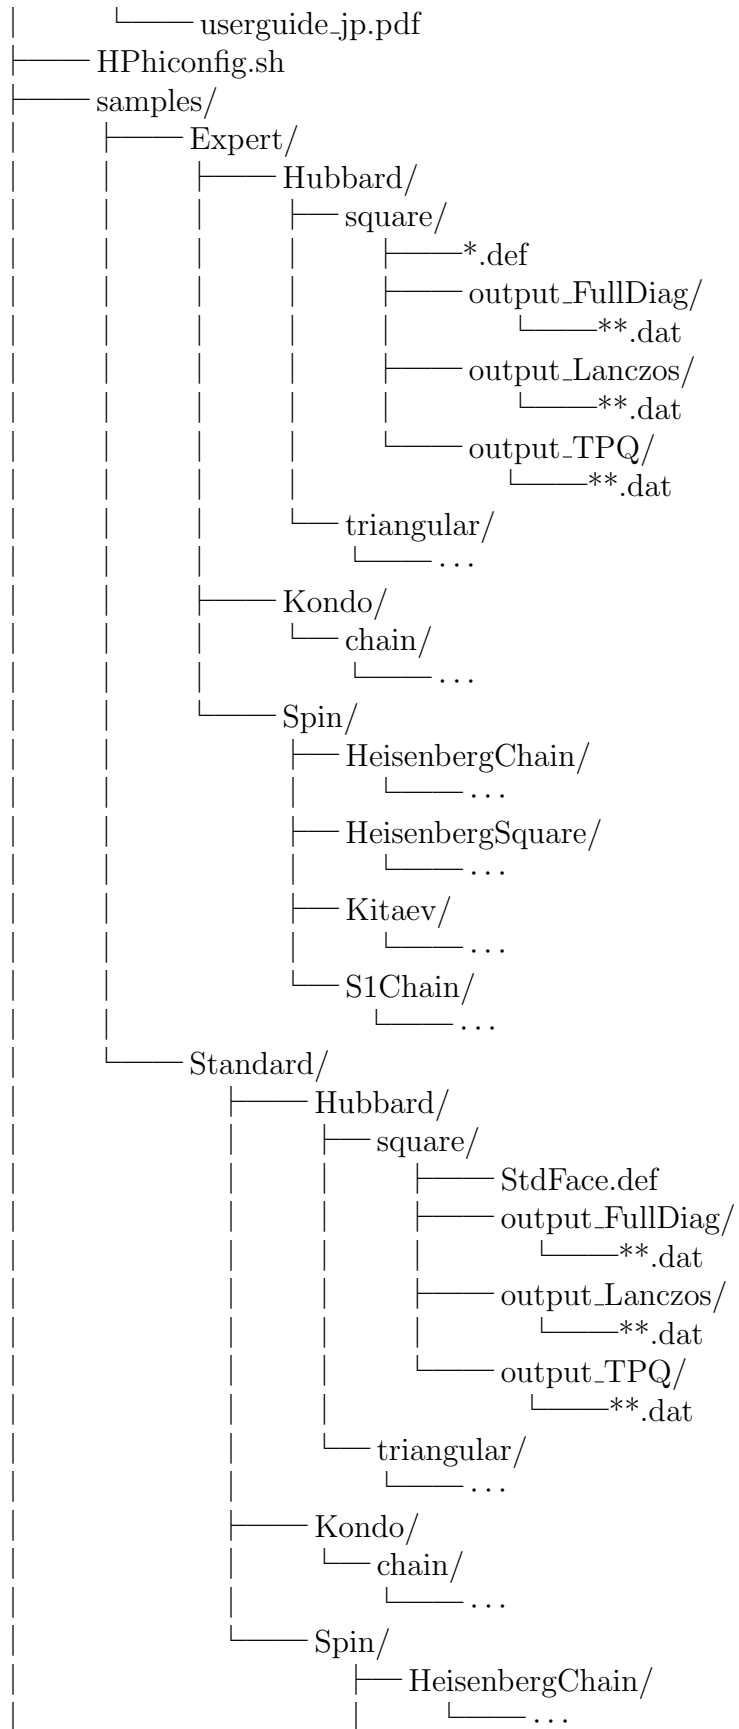 userguide_jp.pdf
HPhiconfig.sh
samples/
Expert/
Hubbard/
square/
*.def
output_FullDiag/
**.dat
output_Lanczos/
**.dat
output_TPQ/
**.dat
triangular/
...
Kondo/
chain/
...
Spin/
HeisenbergChain/
...
HeisenbergSquare/
...
Kitaev/
...
S1Chain/
...
Standard/
Hubbard/
square/
StdFace.def
output_FullDiag/
**.dat
output_Lanczos/
**.dat
output_TPQ/
**.dat
triangular/
...
Kondo/
chain/
...
Spin/
HeisenbergChain/
...